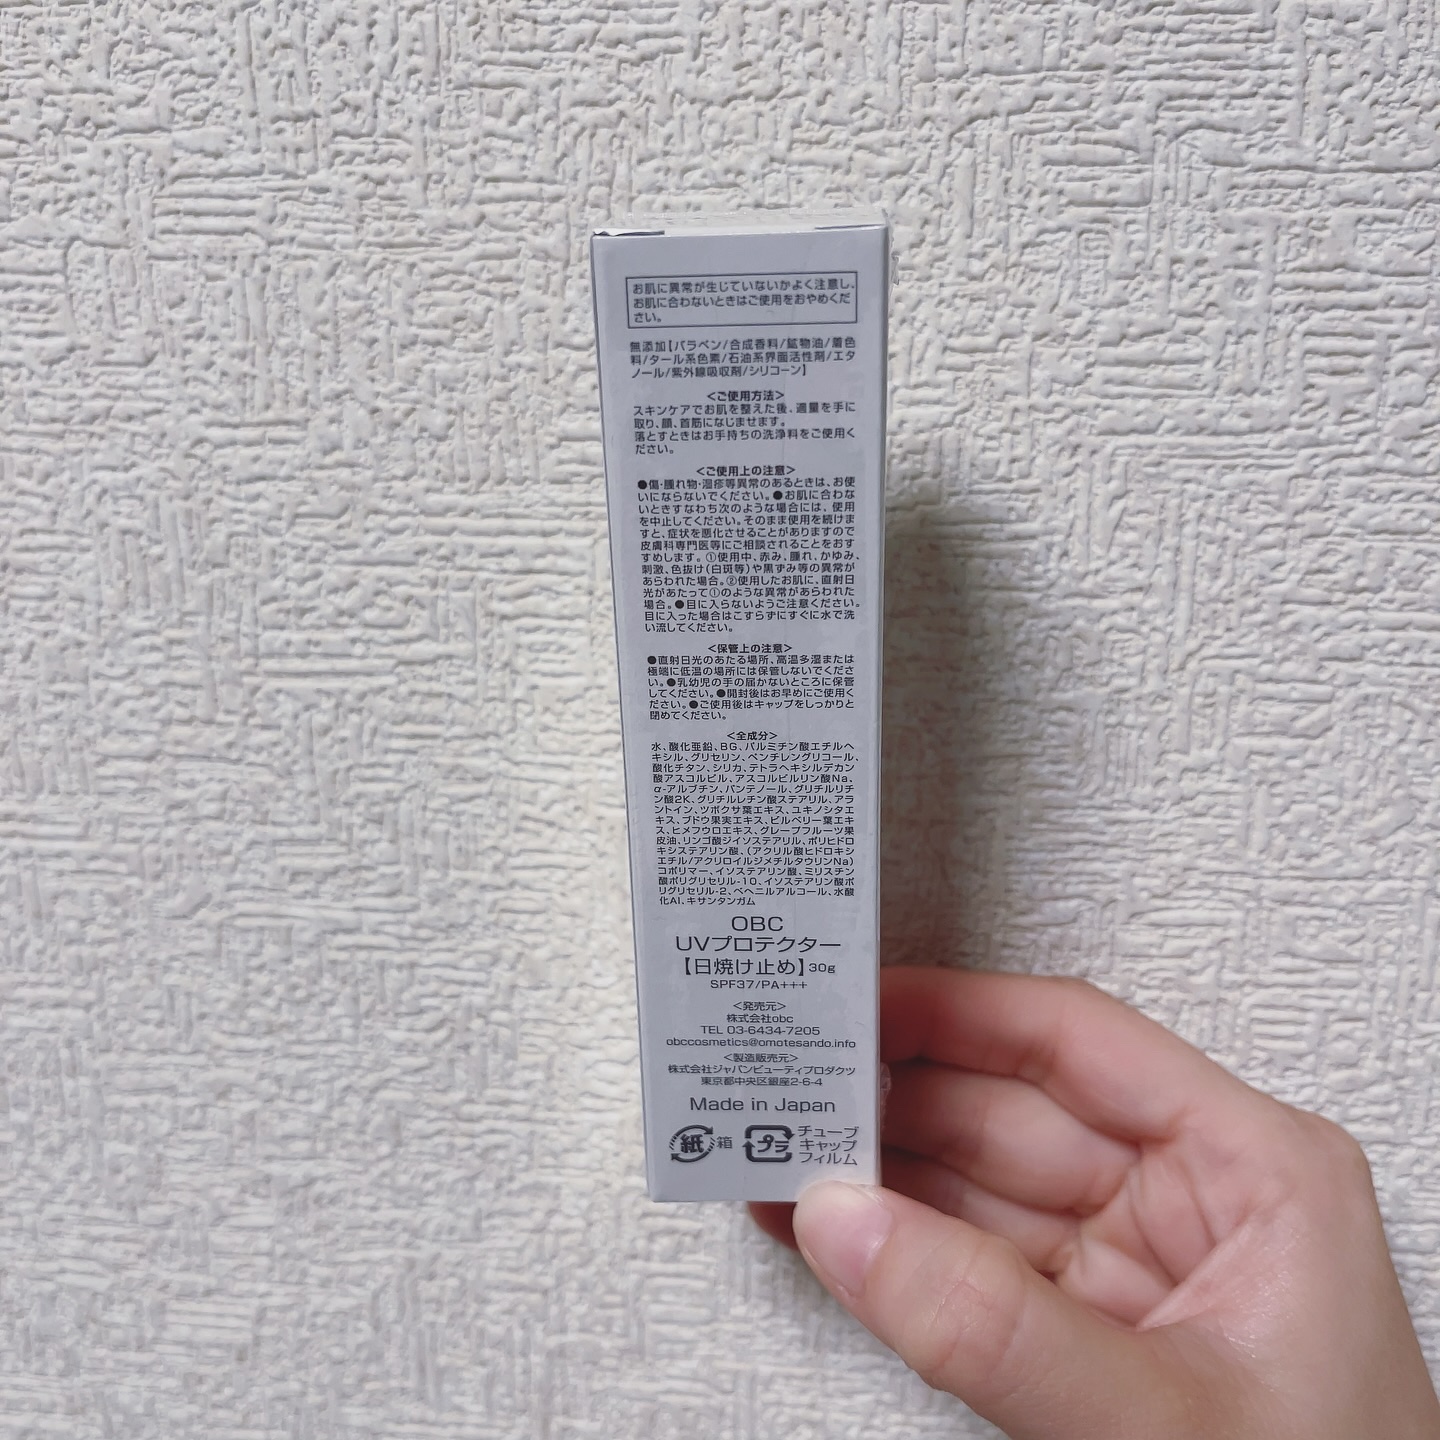 お肌に異常が生じていないかよく注意し、
お肌に合わないときはご使用をおやめくだ
さい。
無添加【パラベン/合成香料/鉱物油/着色
料/タール系色素/石油系界面活性剤/エタ
ノール/紫外線吸収剤/シリコーン】
<ご使用方法>
スキンケアでお肌を整えた後、適量を手に
取り、顔、首筋になじませます。
落とすときはお手持ちの洗浄料をご使用く
ださい。
<ご使用上の注意>
●傷・腫れ物・湿疹等異常のあるときは、お使
いにならないでください。●お肌に合わな
いときすなわち次のような場合には、使用
を中止してください。そのまま使用を続けま
すと、症状を悪化させることがありますので
皮膚科専門医等にご相談されることをおす
すめします。①使用中、赤み、腫れ、かゆみ、
刺激、色抜け(白斑等)や黒ずみ等の異常が
あらわれた場合。②使用したお肌に、直射日
光があたって①のような異常があらわれた
場合。●目に入らないようご注意ください。
目に入った場合はこすらずにすぐに水で洗
い流してください。
<保管上の注意>
●直射日光のあたる場所、高温多湿または
極端に低温の場所には保管しないでくださ
い。●乳幼児の手の届かないところに保管
してください。●開封後はお早めにご使用く
ださい。●ご使用後はキャップをしっかりと
閉めてください。
<全成分>
水、酸化亜鉛、BG、パルミチン酸エチルヘ
キシル、グリセリン、ペンチレングリコール、
酸化チタン、シリカ、テトラヘキシルデカン
酸アスコルビル、アスコルビルリン酸Na、
α-アルブチン、パンテノール、グリチルリチ
ン酸2K、グリチルレチン酸ステアリル、アラ
ントイン、ツボクサ葉エキス、ユキノシタエ
キス、ブドウ果実エキス、ビルベリー葉エキ
ス、ヒメフウロエキス、グレープフルーツ果
皮油、リンゴ酸ジイソステアリル、ポリヒドロ
キシステアリン酸、(アクリル酸ヒドロキシ
エチル/アクリロイルジメチルタウリンNa)
コポリマー、イソステアリン酸、ミリスチン
酸ポリグリセリル-10、イソステアリン酸ポ
リグリセリル-2、ベヘニルアルコール、水酸
化Al、キサンタンガム
OBC
UVプロテクター
【日焼け止め】30g
SPF37/PA+++
<発売元>
株式会社obc
TEL 03-6434-7205
obccosmetics@omotesando.info
<製造販売元>
株式会社ジャパンビューティプロダクツ
東京都中央区銀座2-6-4
Made in Japan
紙 箱 プラ チューブ
キャップ
フィルム